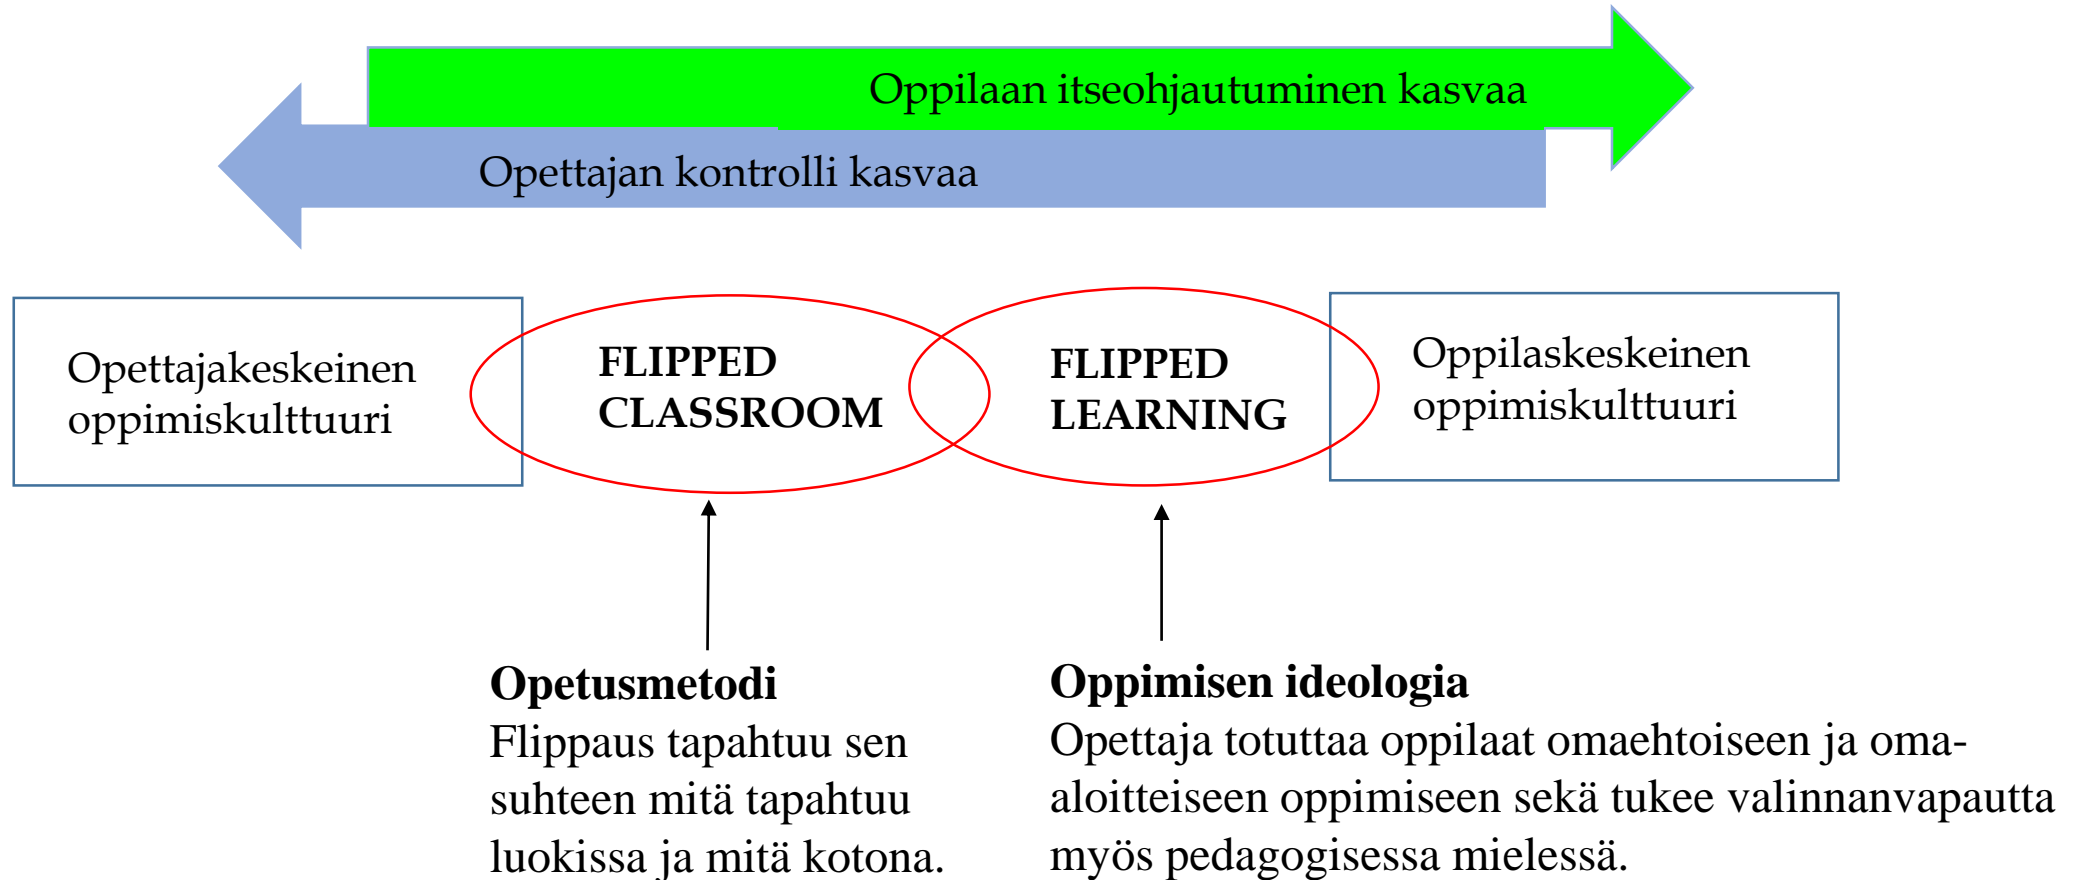 Oppilaan itseohjautuminen kasvaa
Opettajan kontrolli kasvaa
Opettajakeskeinen
oppimiskulttuuri
FLIPPED
CLASSROOM
FLIPPED
LEARNING
Oppilaskeskeinen
oppimiskulttuuri
Opetusmetodi
Flippaus tapahtuu sen
suhteen mitä tapahtuu
luokissa ja mitä kotona.
Oppimisen ideologia
Opettaja totuttaa oppilaat omaehtoiseen ja oma-
aloitteiseen oppimiseen sekä tukee valinnanvapautta
myös pedagogisessa mielessä.